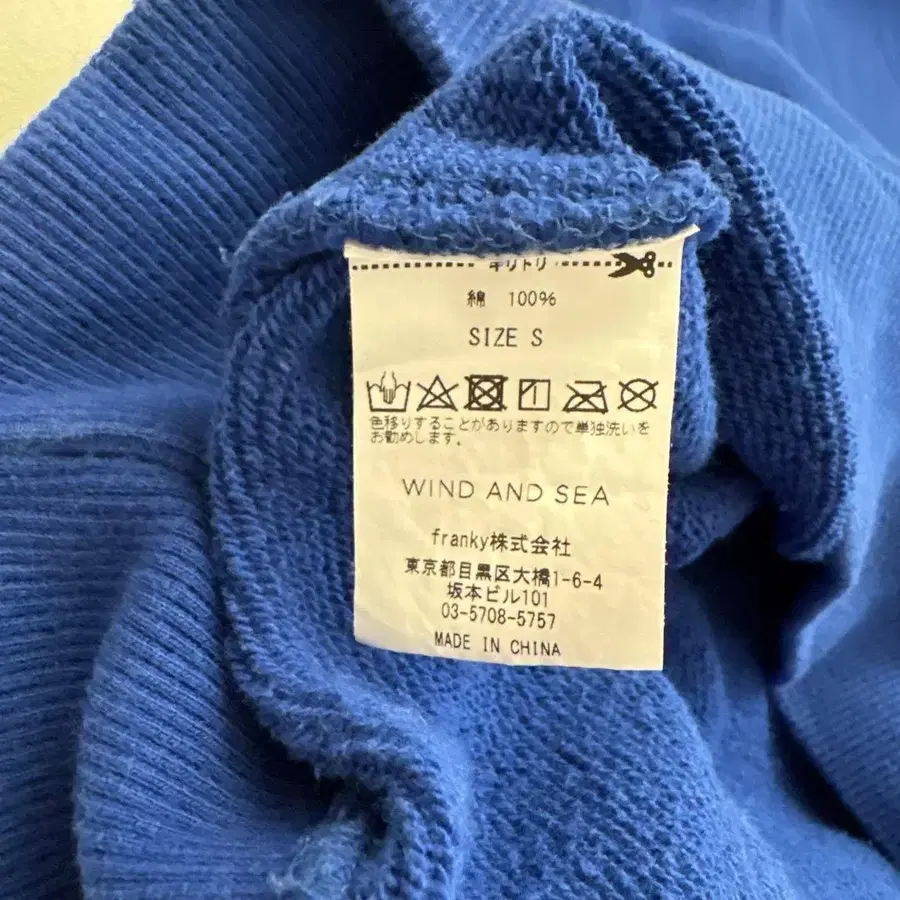 キリトリ
綿 100%
SIZE S
色移りすることがありますので単独洗いを
お勧めします。
WIND AND SEA
franky株式会社
東京都目黒区大橋1-6-4
坂本ビル101
03-5708-5757
MADE IN CHINA